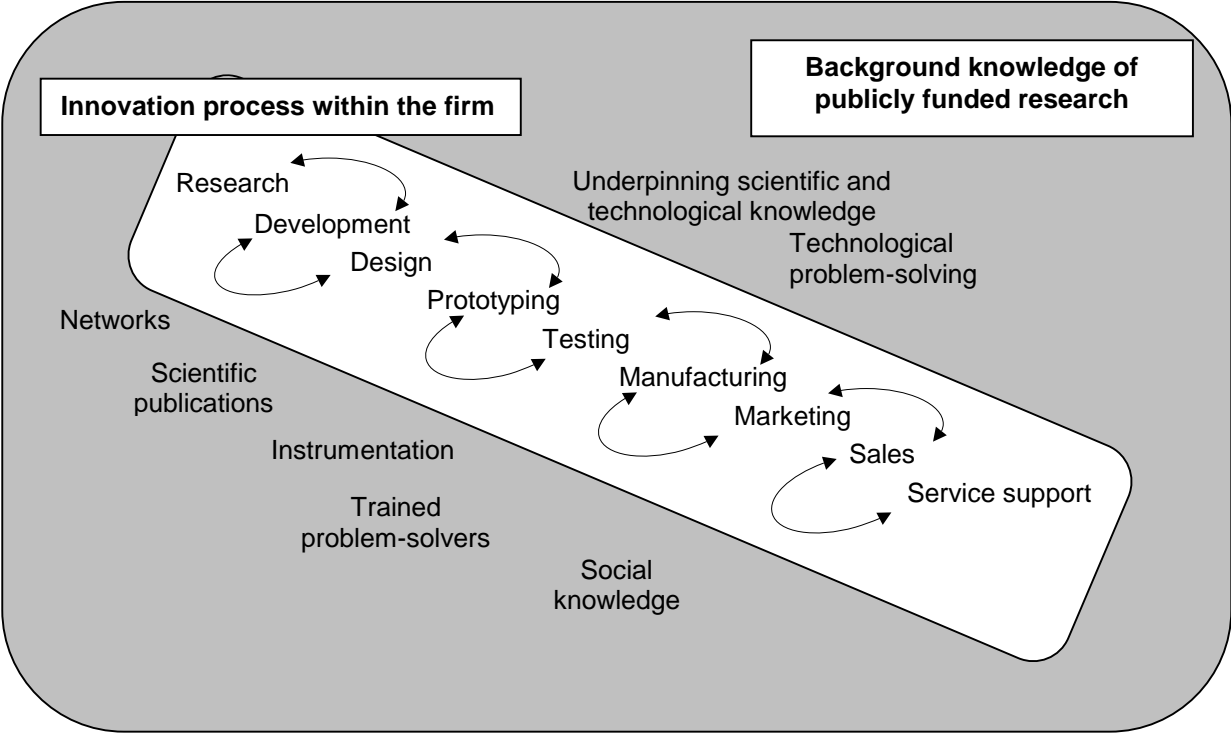 Background knowledge of
publicly funded research
Innovation process within the firm
Research
Underpinning scientific and
technological knowledge
Development
Technological
problem-solving
Design
Prototyping
Networks
Testing
Scientific
publications
Manufacturing
Marketing
Instrumentation
Sales
Service support
Trained
problem-solvers
Social
knowledge